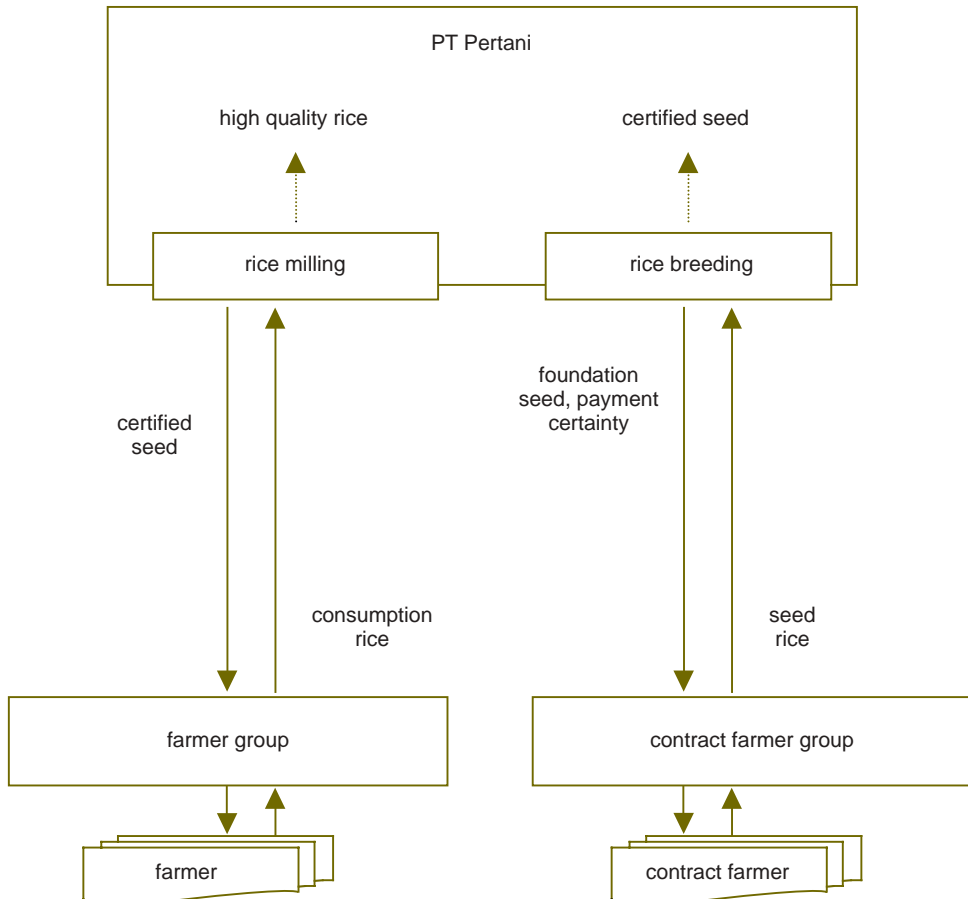 PT Pertani
high quality rice
certified seed
rice milling
rice breeding
certified
seed
foundation
seed, payment
certainty
consumption
rice
seed
rice
farmer group
contract farmer group
farmer
contract farmer